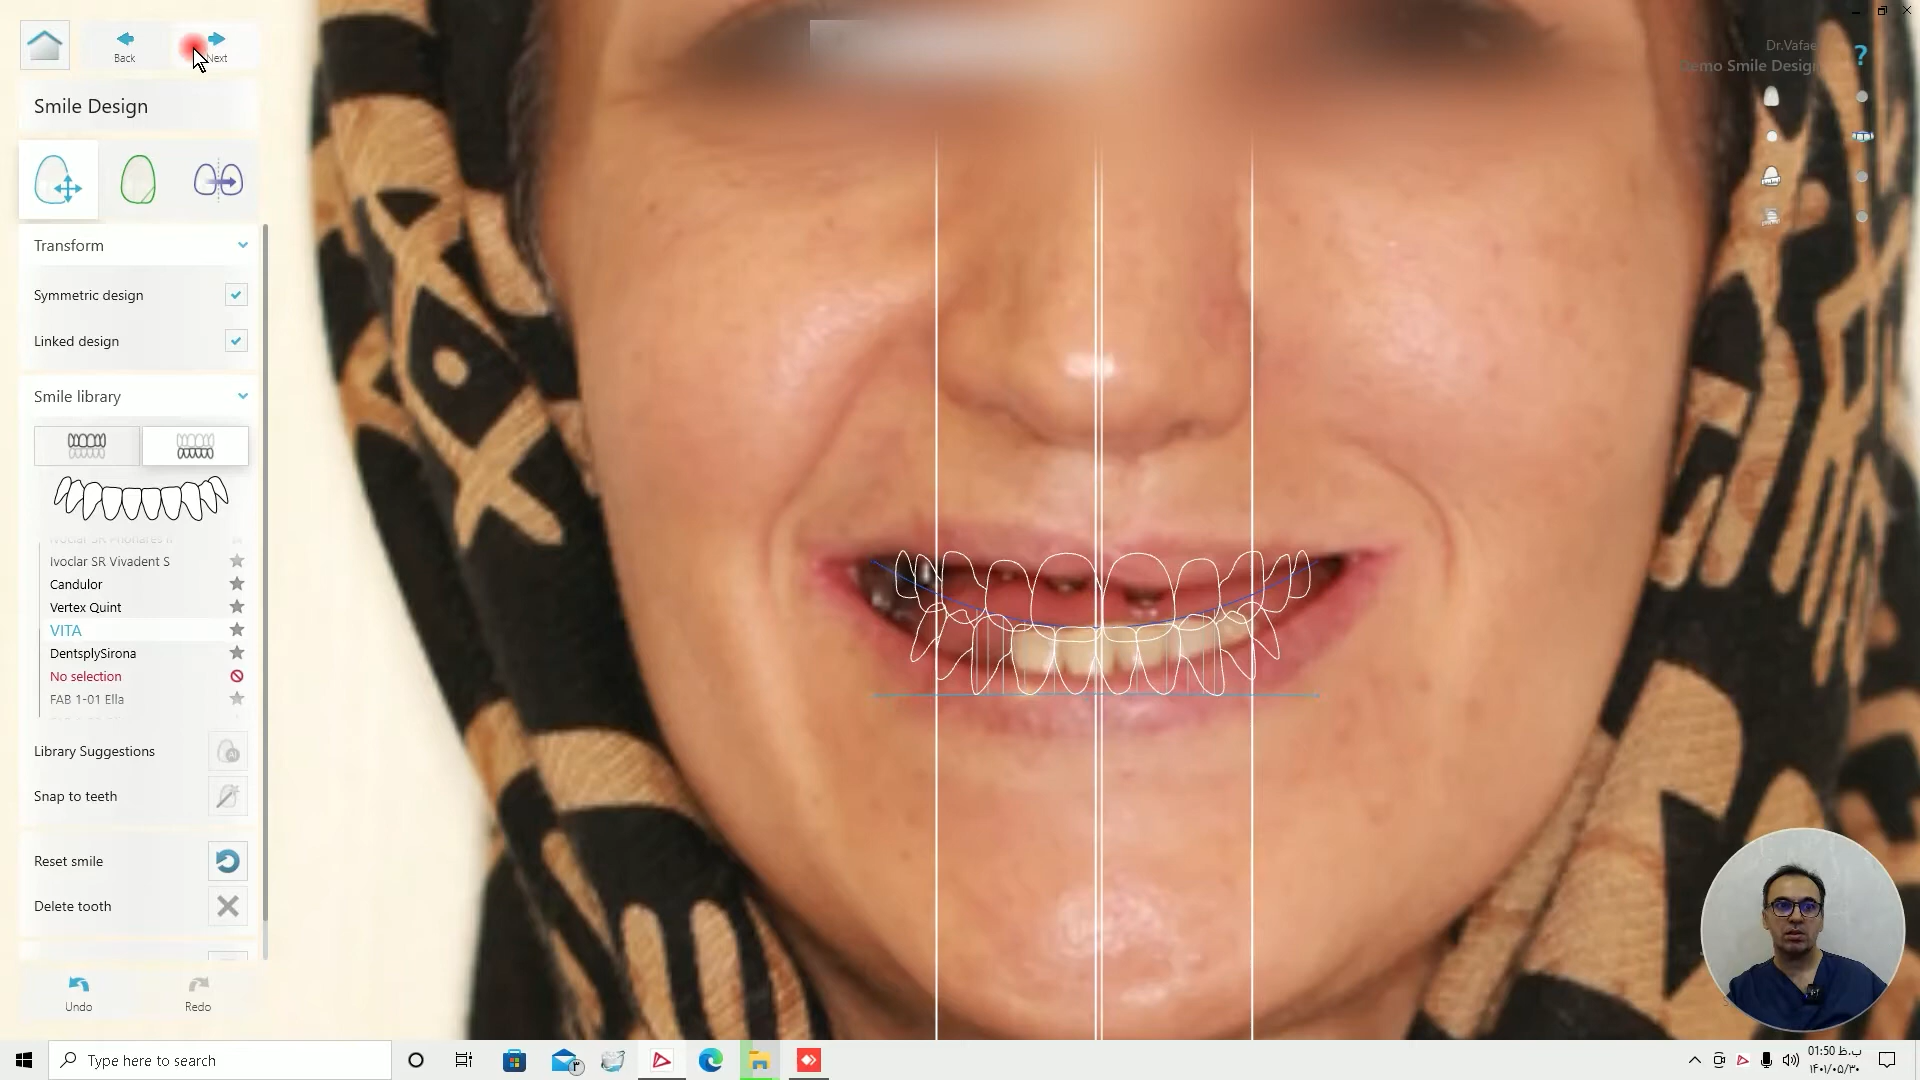 Back
Next
Dr.Vafae
Demo Smile Design
?
Smile Design
Transform
Symmetric design
Linked design
Smile library
Ivoclar SR Vivadent S
Candulor
Vertex Quint
VITA
DentsplySirona
No selection
FAB 1-01 Ella
Library Suggestions
AI
Snap to teeth
Reset smile
Delete tooth
Undo
Redo
Type here to search
۳
01:50 ب.ظ
۱۴۰۱/۰۵/۳۰